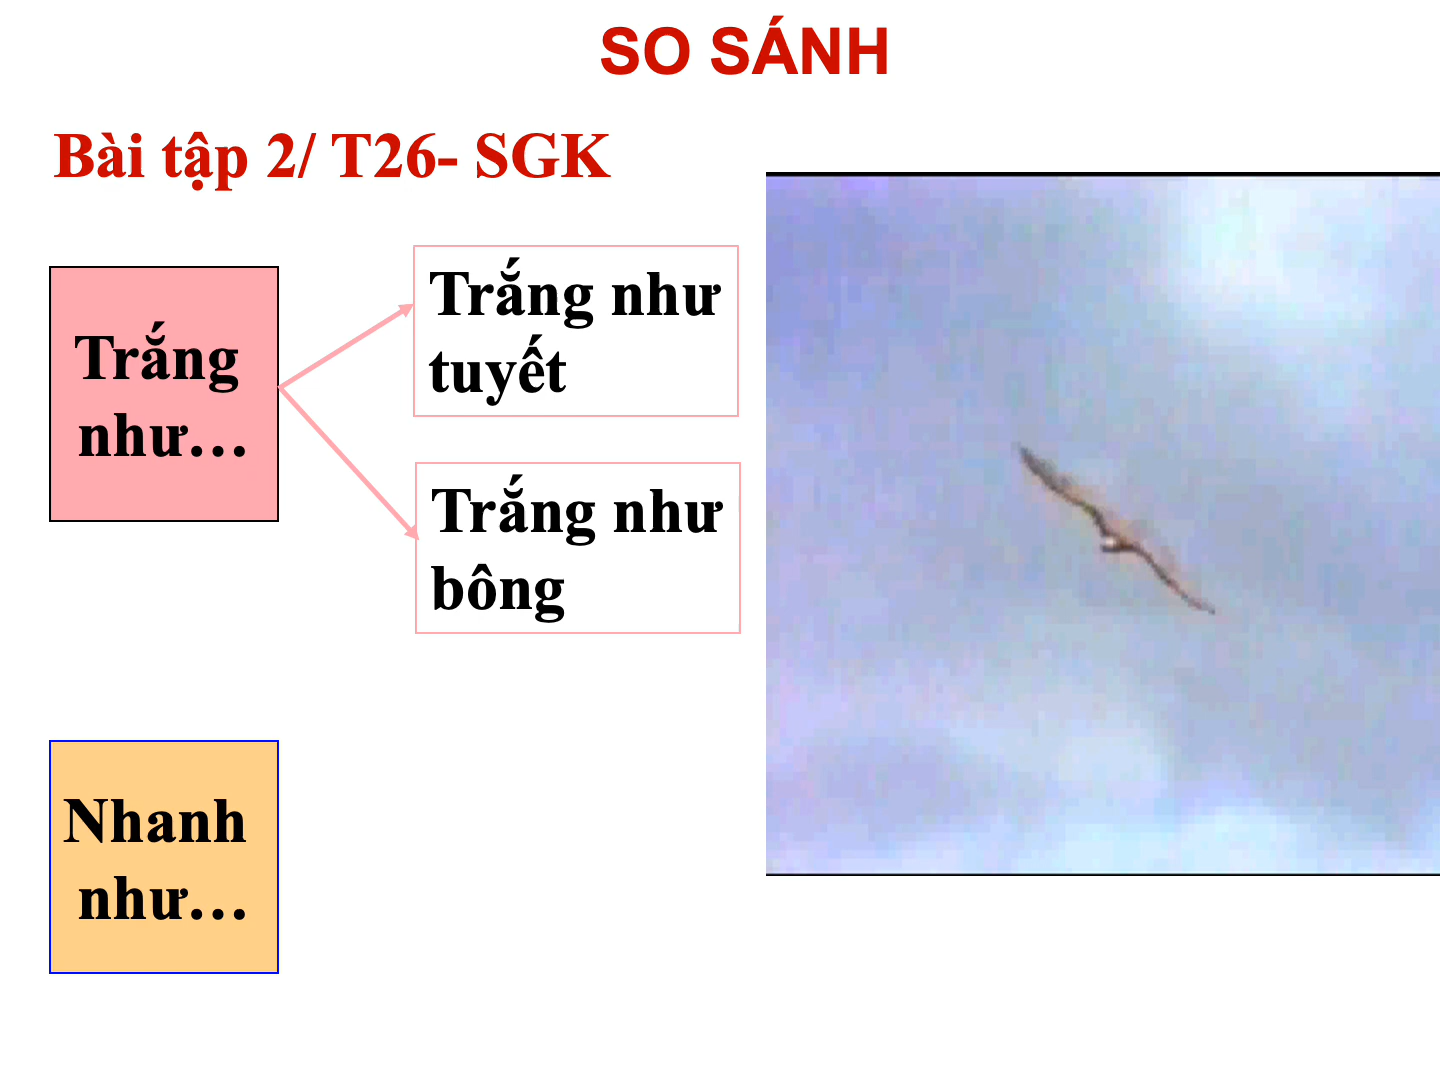 SO SÁNH
Bài tập 2/ T26- SGK
Trắng
như...
Trắng như
tuyết
Trắng như
bông
Nhanh
như...